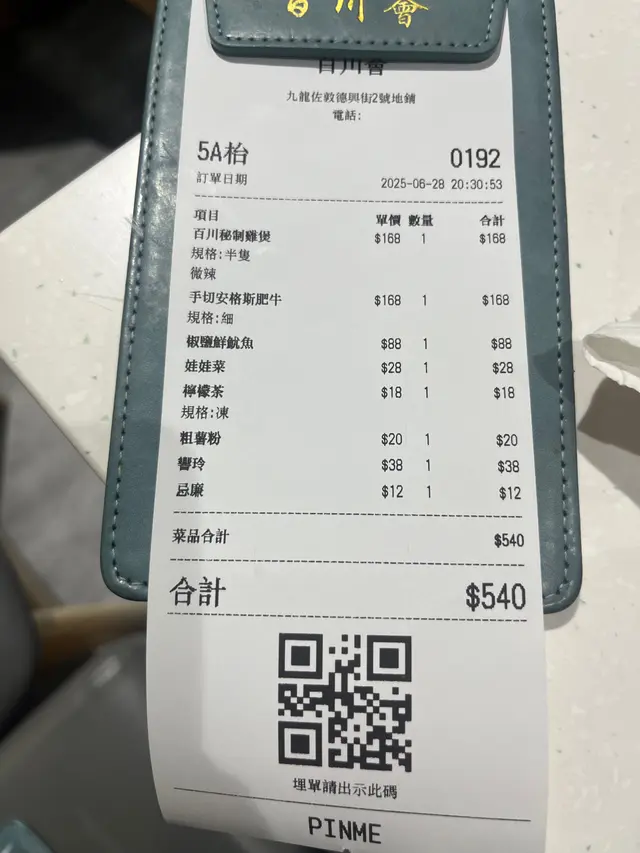 百川會
百川會
九龍佐敦德興街2號地鋪
電話:
5A枱 0192
訂單日期 2025-06-28 20:30:53
項目 單價 數量 合計
百川秘制雞煲 $168 1 $168
規格:半隻
微辣
手切安格斯肥牛 $168 1 $168
規格:細
椒鹽鮮魷魚 $88 1 $88
娃娃菜 $28 1 $28
檸檬茶 $18 1 $18
規格:凍
粗薯粉 $20 1 $20
響玲 $38 1 $38
忌廉 $12 1 $12
菜品合計 $540
合計 $540
埋單請出示此碼
PINME